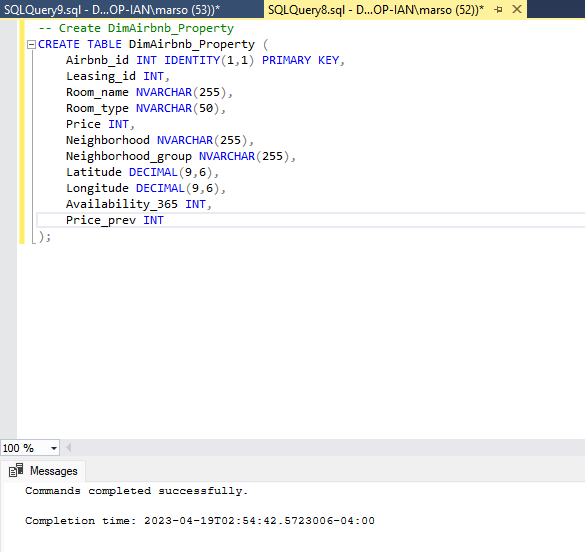 SQLQuery9.sql - D...OP-IAN\marso (53))*
SQLQuery8.sql - D...OP-IAN\marso (52))*
-- Create DimAirbnb_Property
CREATE TABLE DimAirbnb_Property (
Airbnb_id INT IDENTITY(1,1) PRIMARY KEY,
Leasing_id INT,
Room_name NVARCHAR(255),
Room_type NVARCHAR(50),
Price INT,
Neighborhood NVARCHAR(255),
Neighborhood_group NVARCHAR(255),
Latitude DECIMAL(9,6),
Longitude DECIMAL(9,6),
Availability_365 INT,
Price_prev INT
);
100 %
Messages
Commands completed successfully.
Completion time: 2023-04-19T02:54:42.5723006-04:00